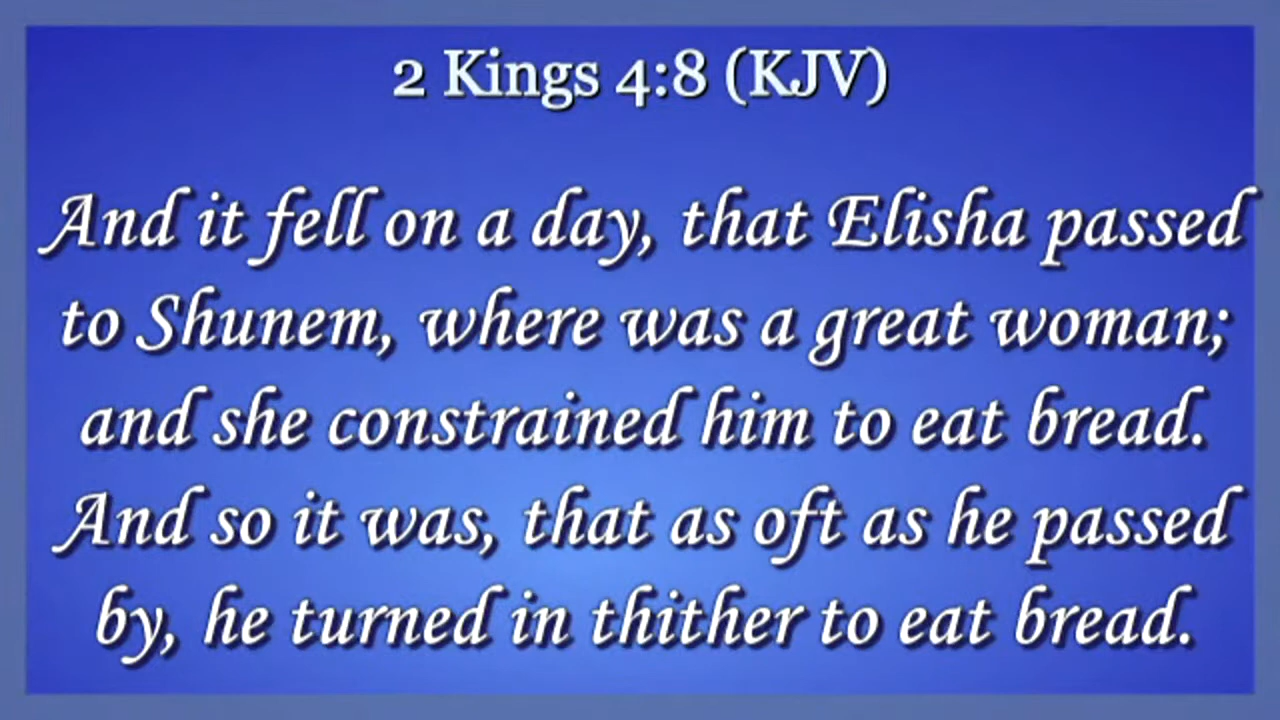 2 Kings 4:8 (KJV)
And it fell on a day, that Elisha passed
to Shunem, where was a great woman;
and she constrained him to eat bread.
And so it was, that as oft as he passed
by, he turned in thither to eat bread.